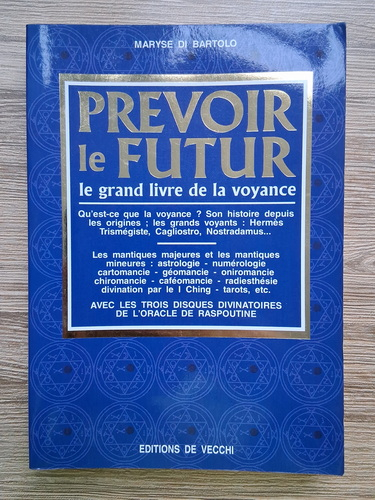 MARYSE DI BARTOLO
PREVOIR
le FUTUR
le grand livre de la voyance
Qu'est-ce que la voyance ? Son histoire depuis
les origines ; les grands voyants : Hermès
Trismégiste, Cagliostro, Nostradamus...
Les mantiques majeures et les mantiques
mineures : astrologie - numérologie
cartomancie - géomancie - oniromancie
chiromancie - caféomancie - radiesthésie
divination par le I Ching - tarots, etc.
AVEC LES TROIS DISQUES DIVINATOIRES
DE L'ORACLE DE RASPOUTINE
EDITIONS DE VECCHI